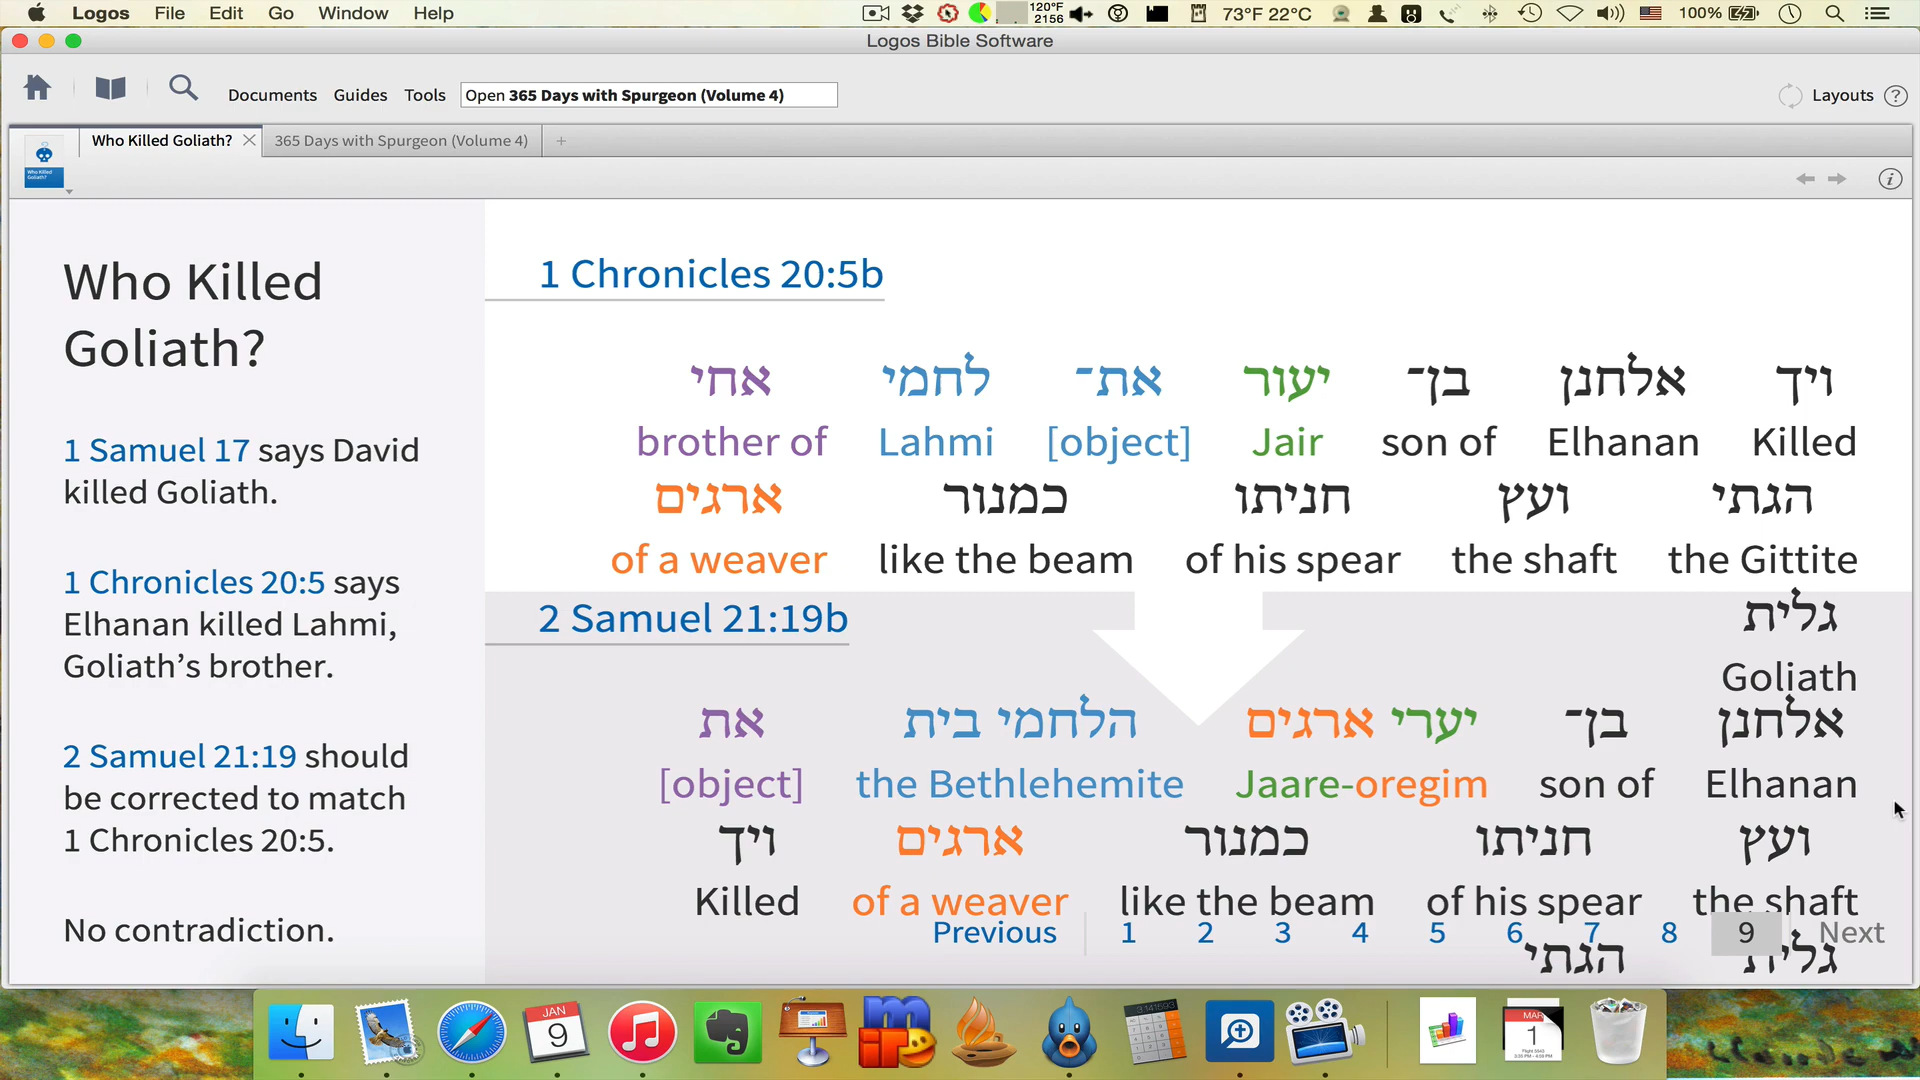 Logos File Edit Go Window Help
120°F
2156
73°F 22°C
100%
Logos Bible Software
Documents Guides Tools Open 365 Days with Spurgeon (Volume 4) Layouts ?
Who Killed Goliath? 365 Days with Spurgeon (Volume 4) +
Who Killed
Goliath?
i
Who Killed
Goliath?
1 Samuel 17 says David
killed Goliath.
1 Chronicles 20:5 says
Elhanan killed Lahmi,
Goliath’s brother.
2 Samuel 21:19 should
be corrected to match
1 Chronicles 20:5.
No contradiction.
1 Chronicles 20:5b
ויך אלחנן בן־ יעור את־ לחמי אחי
brother of Lahmi [object] Jair son of Elhanan Killed
הגתי ועץ חניתו כמנור ארגים
of a weaver like the beam of his spear the shaft the Gittite
גלית
Goliath
2 Samuel 21:19b
אלחנן בן־ יערי ארגים הלחמי בית את
[object] the Bethlehemite Jaare-oregim son of Elhanan
ועץ חניתו כמנור ארגים ויך
Killed of a weaver like the beam of his spear the shaft
Previous 1 2 3 4 5 6 7 8 9 Next
גלית הגתי
JAN
9
3.141593
MAR
1